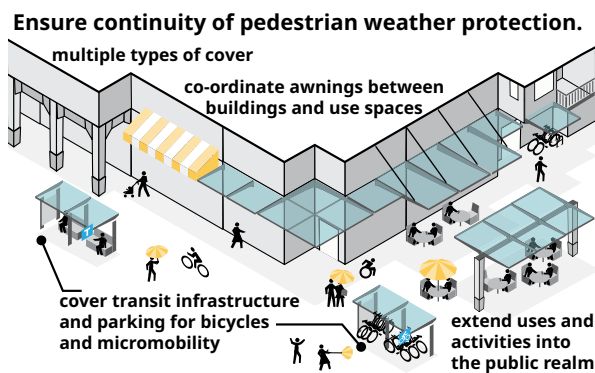 Ensure continuity of pedestrian weather protection.
multiple types of cover
co-ordinate awnings between
buildings and use spaces
cover transit infrastructure
and parking for bicycles
and micromobility
extend uses and
activities into
the public realm